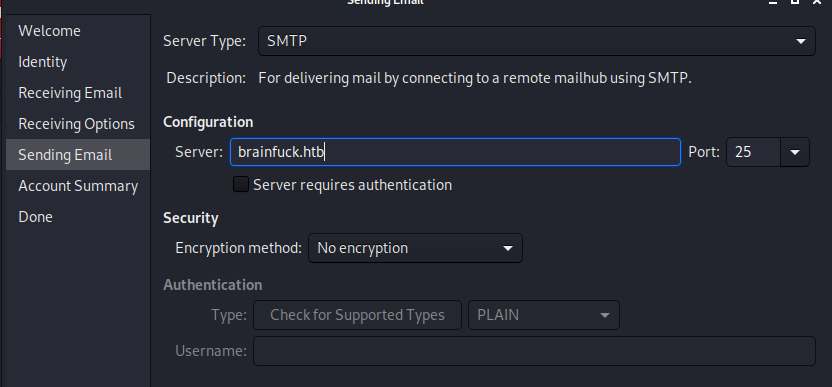 Sending Email
Welcome
Identity
Receiving Email
Receiving Options
Sending Email
Account Summary
Done
Server Type: SMTP
Description: For delivering mail by connecting to a remote mailhub using SMTP.
Configuration
Server: brainfuck.htb Port: 25
Server requires authentication
Security
Encryption method: No encryption
Authentication
Type: Check for Supported Types PLAIN
Username: